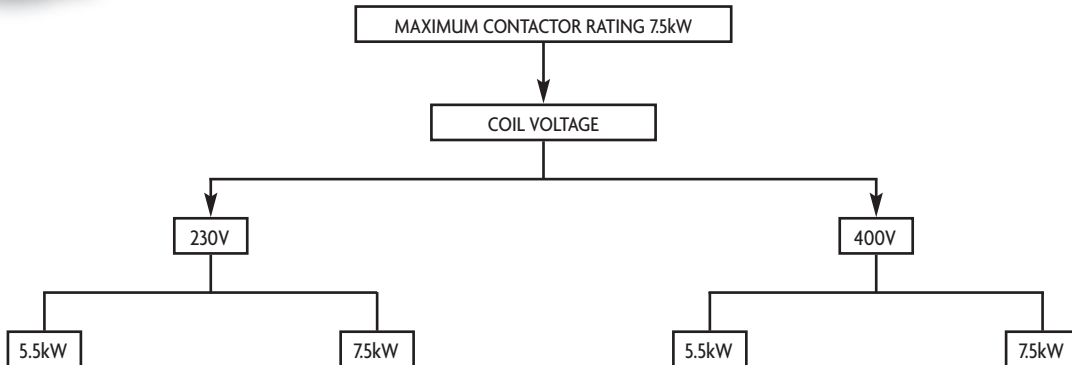 MAXIMUM CONTACTOR RATING 7.5kW
COIL VOLTAGE
230V
400V
5.5kW
7.5kW
5.5kW
7.5kW